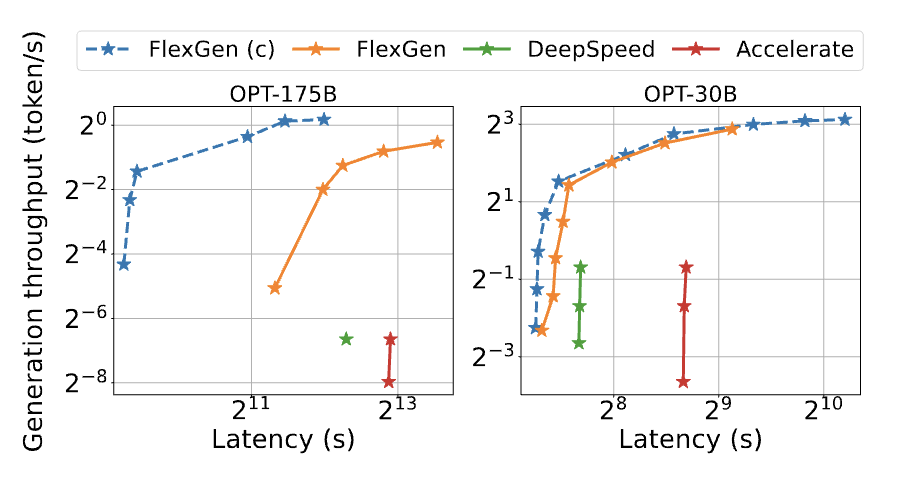 FlexGen (c) FlexGen DeepSpeed Accelerate
Generation throughput (token/s)
OPT-175B
2^0
2^−2
2^−4
2^−6
2^−8
2^11 2^13
Latency (s)
OPT-30B
2^3
2^1
2^−1
2^−3
2^8 2^9 2^10
Latency (s)